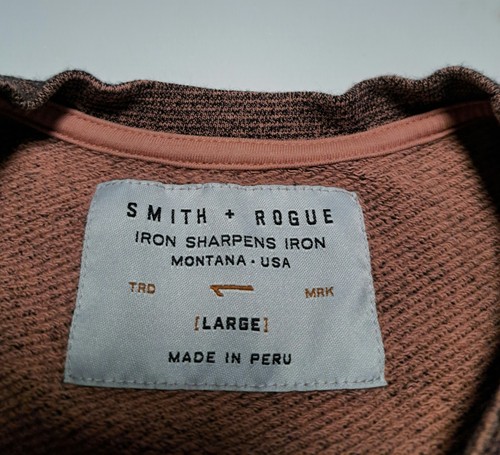 SMITH + ROGUE
IRON SHARPENS IRON
MONTANA · USA
TRD MRK
[LARGE]
MADE IN PERU